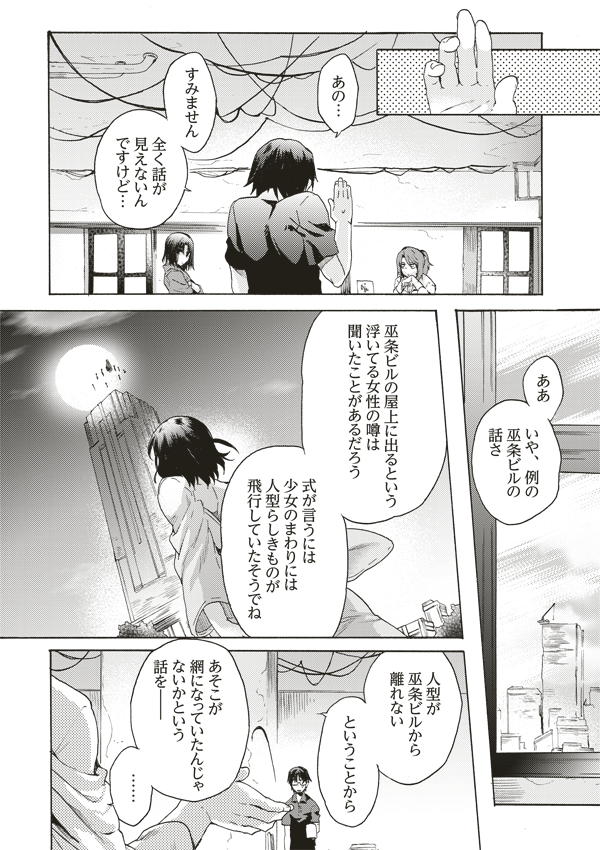 あの…
すみません
全く話が
見えないん
ですけど…
ああ
いや、例の
巫条ビルの
話さ
巫条ビルの屋上に出るという
浮いてる女性の噂は
聞いたことがあるだろう
式が言うには
少女のまわりには
人型らしきものが
飛行していたそうでね
人型が
巫条ビルから
離れない
ということから
あそこが
網になっていたんじゃ
ないかという
話を──
……